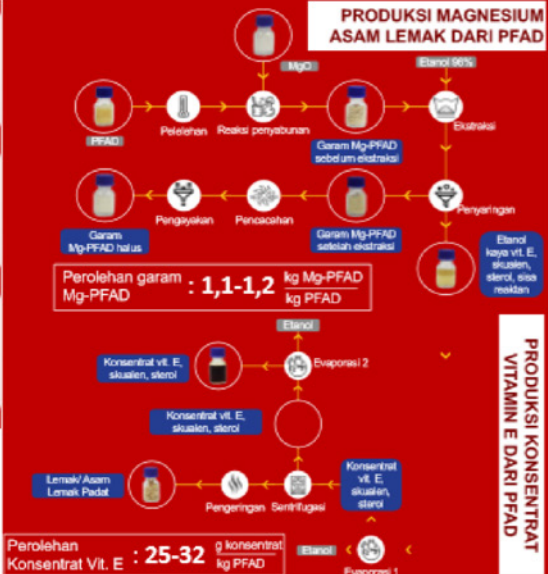 PRODUKSI MAGNESIUM
ASAM LEMAK DARI PFAD
MgO
Etanol 96%
PFAD
Pelelehan
Reaksi penyabunan
Garam Mg-PFAD
sebelum ekstraksi
Ekstraksi
Garam
Mg-PFAD halus
Pengayakan
Pencacahan
Garam Mg-PFAD
setelah ekstraksi
Penyaringan
Etanol
kaya vit. E,
skualen,
sterol, sisa
reaktan
Perolehan garam
Mg-PFAD
: 1,1-1,2
kg Mg-PFAD
kg PFAD
PRODUKSI KONSENTRAT
VITAMIN E DARI PFAD
Etanol
Konsentrat vit. E,
skualen, sterol
Evaporasi 2
Konsentrat vit. E,
skualen, sterol
Lemak/ Asam
Lemak Padat
Pengeringan
Sentrifugasi
Konsentrat
vit. E,
skualen,
sterol
Perolehan
Konsentrat Vit. E
: 25-32
g konsentrat
kg PFAD
Etanol
Evaporasi 1